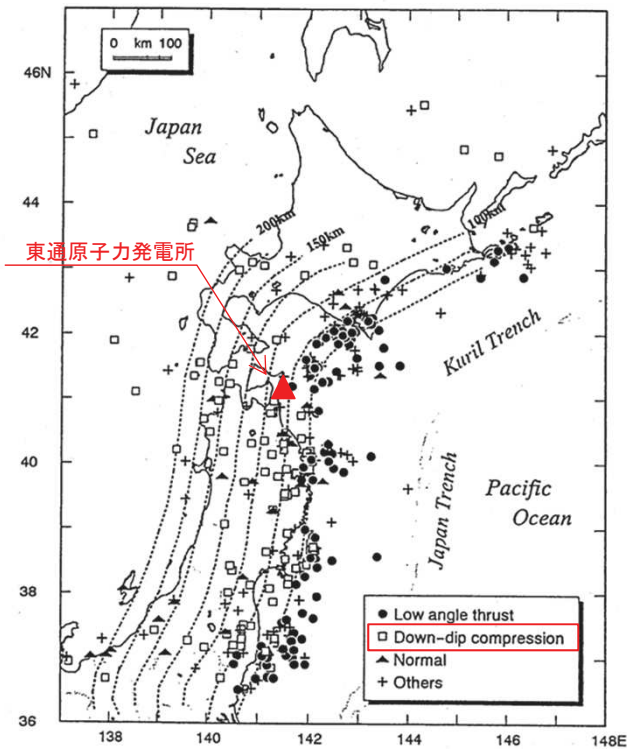 0 km 100
46N
Japan
Sea
44
200km
150km
100km
東通原子力発電所
42
Kuril Trench
40
Japan Trench
Pacific
Ocean
38
Low angle thrust
Down-dip compression
Normal
Others
36
138
140
142
144
146
148E